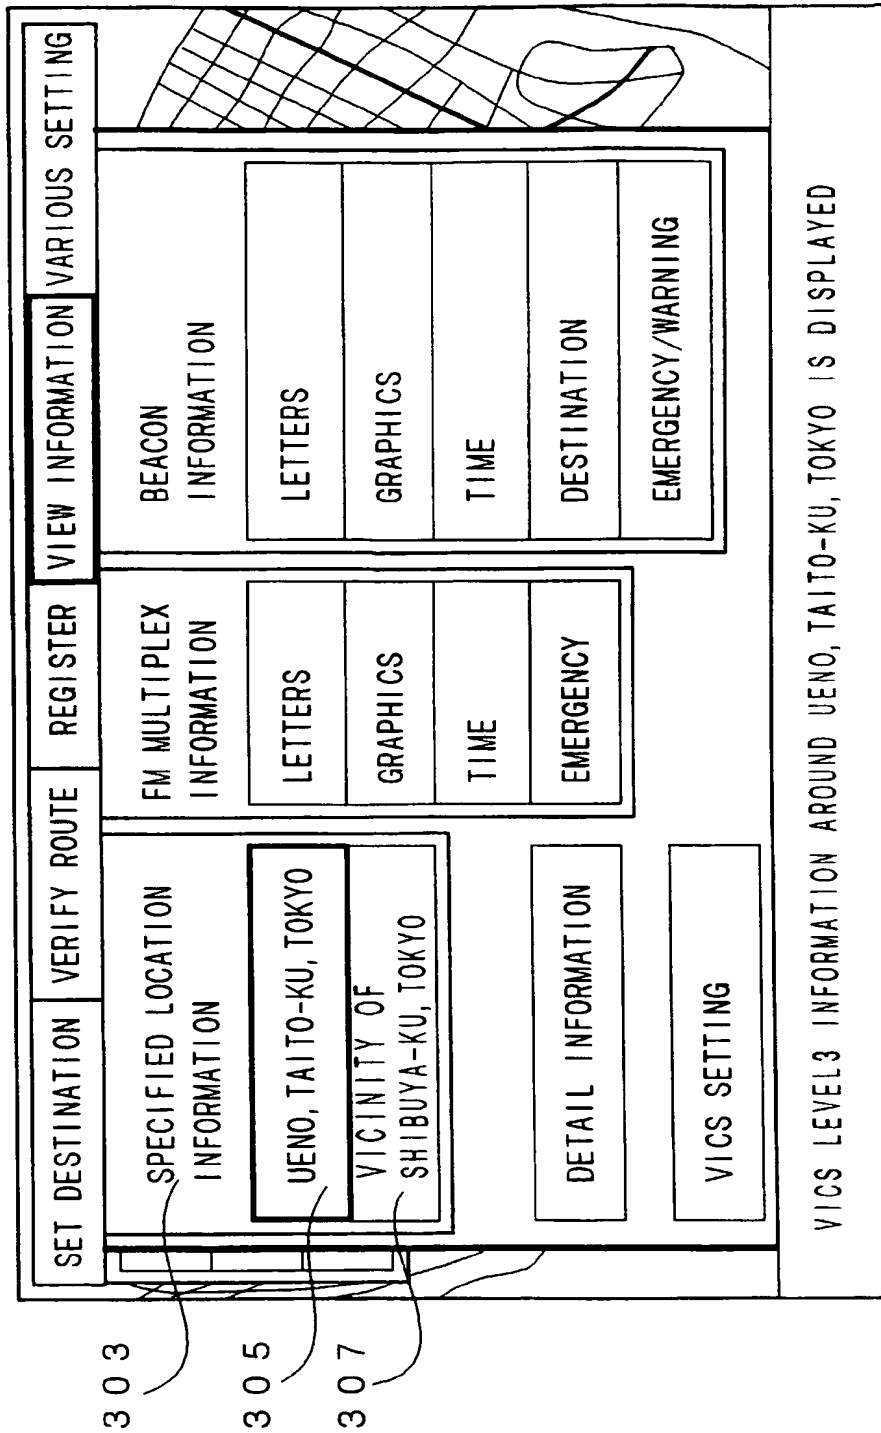 SET DESTINATION
VERIFY ROUTE
REGISTER
VIEW INFORMATION
VARIOUS SETTING
SPECIFIED LOCATION
INFORMATION
UENO, TAITO-KU, TOKYO
VICINITY OF
SHIBUYA-KU, TOKYO
DETAIL INFORMATION
VICS SETTING
FM MULTIPLEX
INFORMATION
LETTERS
GRAPHICS
TIME
EMERGENCY
BEACON
INFORMATION
LETTERS
GRAPHICS
TIME
DESTINATION
EMERGENCY/WARNING
VICS LEVEL3 INFORMATION AROUND UENO, TAITO-KU, TOKYO IS DISPLAYED
303
305
307